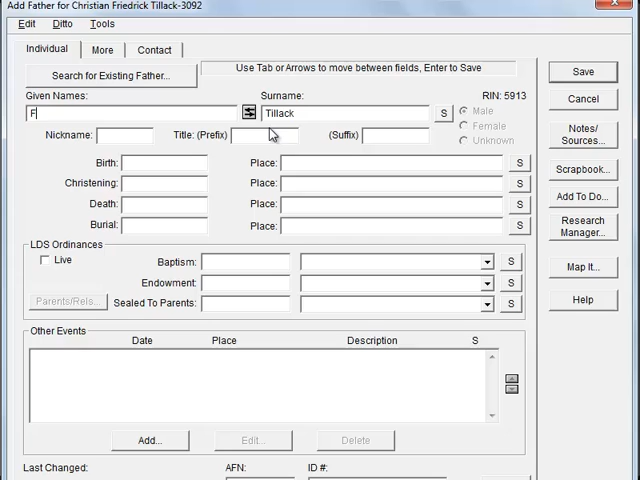 Add Father for Christian Friedrick Tillack-3092
Edit Ditto Tools
Individual More Contact
Search for Existing Father...
Use Tab or Arrows to move between fields, Enter to Save
Save
Given Names: Surname: RIN: 5913
F Tillack S Male
Cancel
Nickname: Title: (Prefix) (Suffix) Female
Unknown
Notes/
Sources...
Birth: Place: S
Christening: Place: S
Scrapbook...
Death: Place: S
Add To Do...
Burial: Place: S
Research
Manager...
LDS Ordinances
Live Baptism: S
Map It...
Endowment: S
Parents/Rels... Sealed To Parents: S
Help
Other Events
Date Place Description S
Add... Edit... Delete
Last Changed: AFN: ID #: